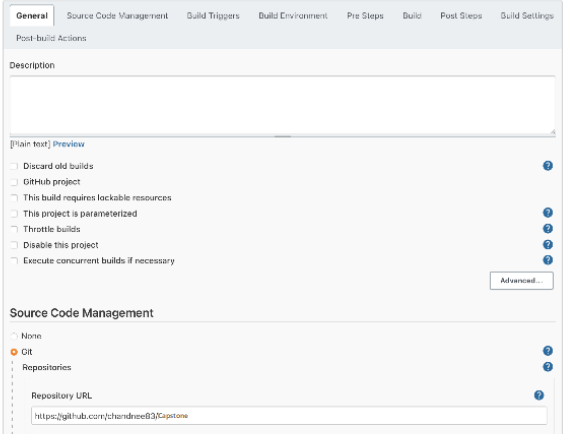 General Source Code Management Build Triggers Build Environment Pre Steps Build Post Steps Build Settings
Post-build Actions
Description
[Plain text] Preview
Discard old builds
GitHub project
This build requires lockable resources
This project is parameterized
Throttle builds
Disable this project
Execute concurrent builds if necessary
Advanced...
Source Code Management
None
Git
Repositories
Repository URL
https://github.com/chandnee83/Capstone